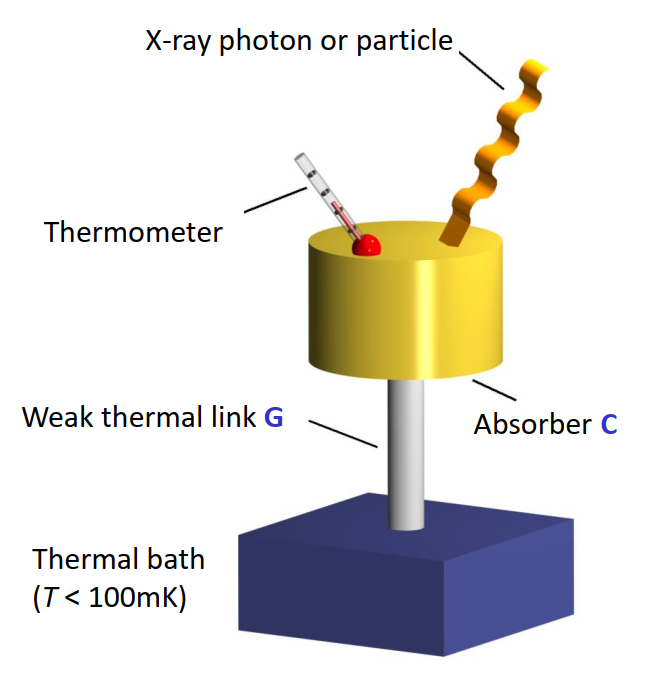 X-ray photon or particle
Thermometer
Weak thermal link G
Absorber C
Thermal bath
(T < 100mK)